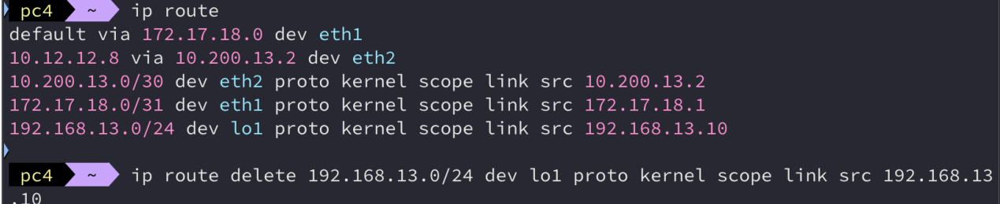 pc4 ~ ip route
default via 172.17.18.0 dev eth1
10.12.12.8 via 10.200.13.2 dev eth2
10.200.13.0/30 dev eth2 proto kernel scope link src 10.200.13.2
172.17.18.0/31 dev eth1 proto kernel scope link src 172.17.18.1
192.168.13.0/24 dev lo1 proto kernel scope link src 192.168.13.10
pc4 ~ ip route delete 192.168.13.0/24 dev lo1 proto kernel scope link src 192.168.13
.10